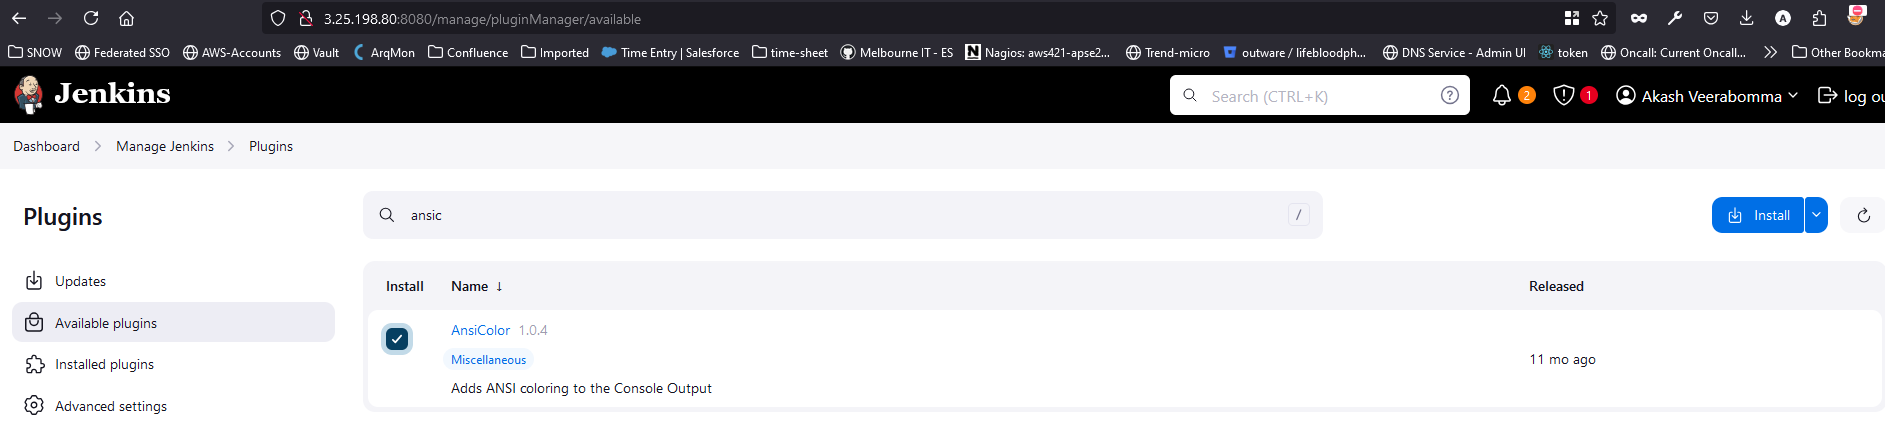 3.25.198.80:8080/manage/pluginManager/available
SNOW Federated SSO AWS-Accounts Vault ArqMon Confluence Imported Time Entry | Salesforce time-sheet Melbourne IT - ES Nagios: aws421-apse2... Trend-micro outware / lifebloodph... DNS Service - Admin UI token Oncall: Current Oncall... Other Bookma
Jenkins Search (CTRL+K) 2 1 Akash Veerabomma log ou
Dashboard Manage Jenkins Plugins
Plugins
ansic / Install
Updates
Available plugins
Installed plugins
Advanced settings
Install Name ↓ Released
AnsiColor 1.0.4
Miscellaneous
11 mo ago
Adds ANSI coloring to the Console Output